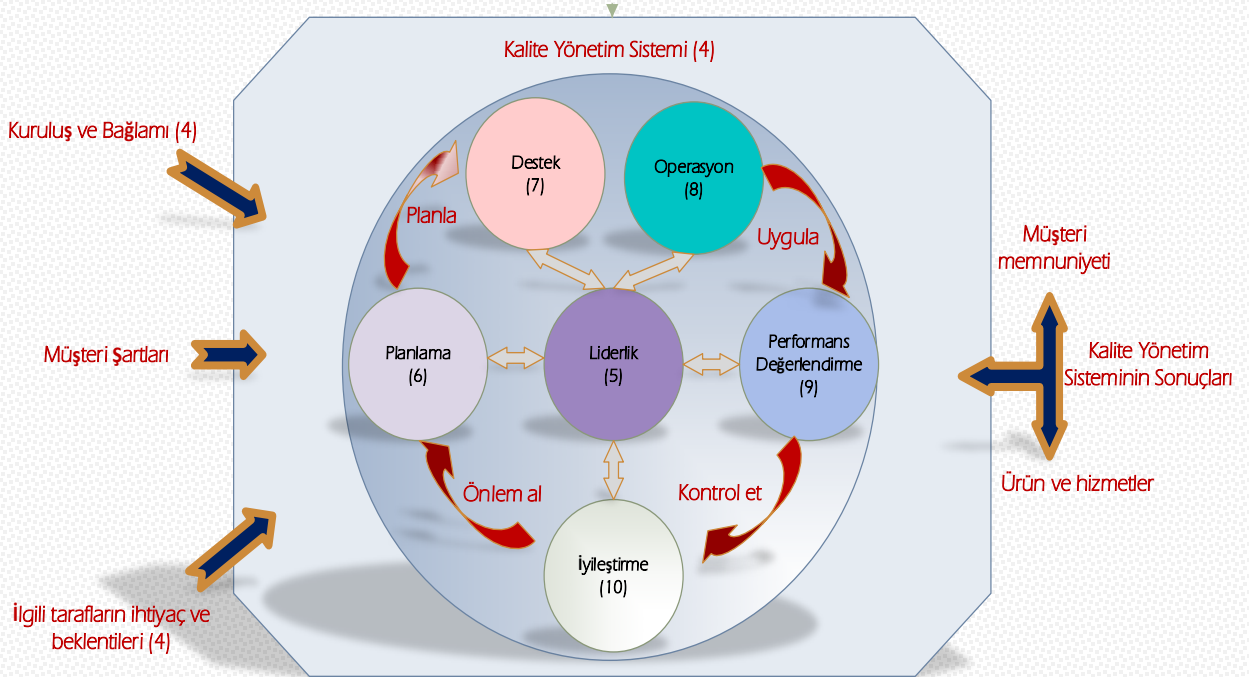 Kalite Yönetim Sistemi (4)
Kuruluş ve Bağlamı (4)
Müşteri Şartları
İlgili tarafların ihtiyaç ve
beklentileri (4)
Destek
(7)
Operasyon
(8)
Planla
Uygula
Planlama
(6)
Liderlik
(5)
Performans
Değerlendirme
(9)
Önlem al
Kontrol et
İyileştirme
(10)
Müşteri
memnuniyeti
Kalite Yönetim
Sisteminin Sonuçları
Ürün ve hizmetler